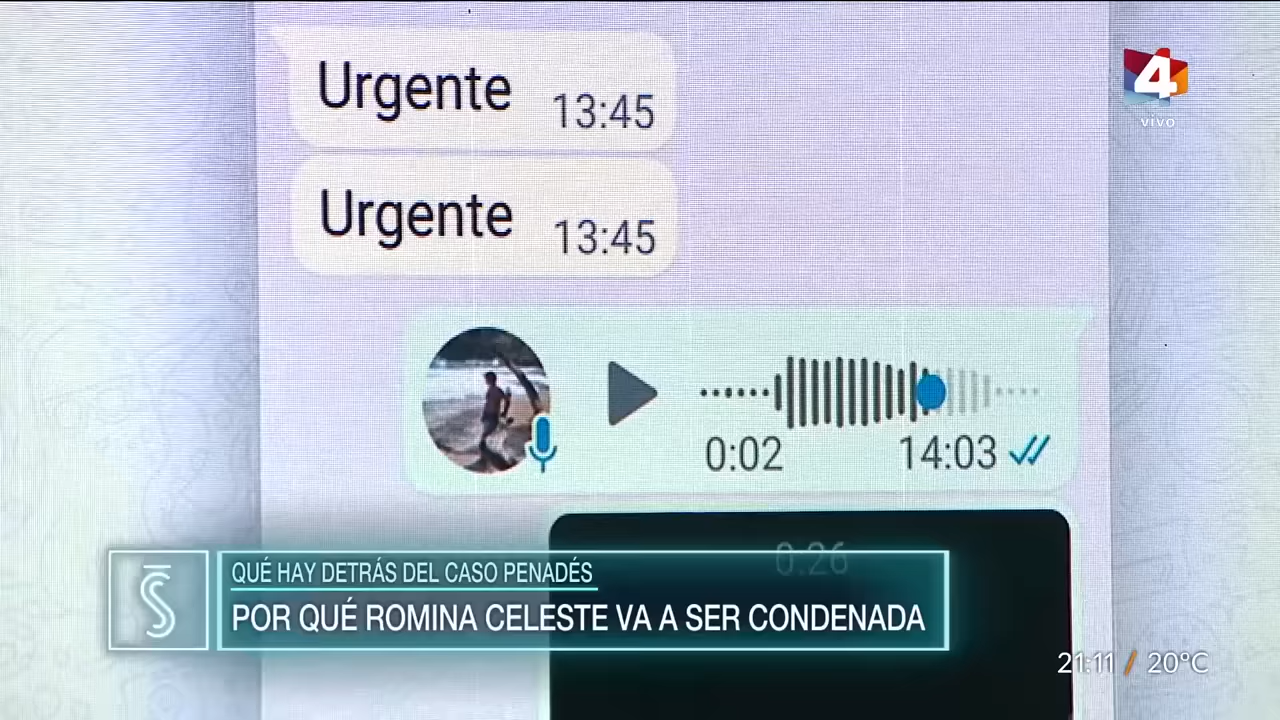 Urgente 13:45
Urgente 13:45
4
vivo
0:02 14:03
0:26
S
QUÉ HAY DETRÁS DEL CASO PENADÉS
POR QUÉ ROMINA CELESTE VA A SER CONDENADA
21:11 / 20°C